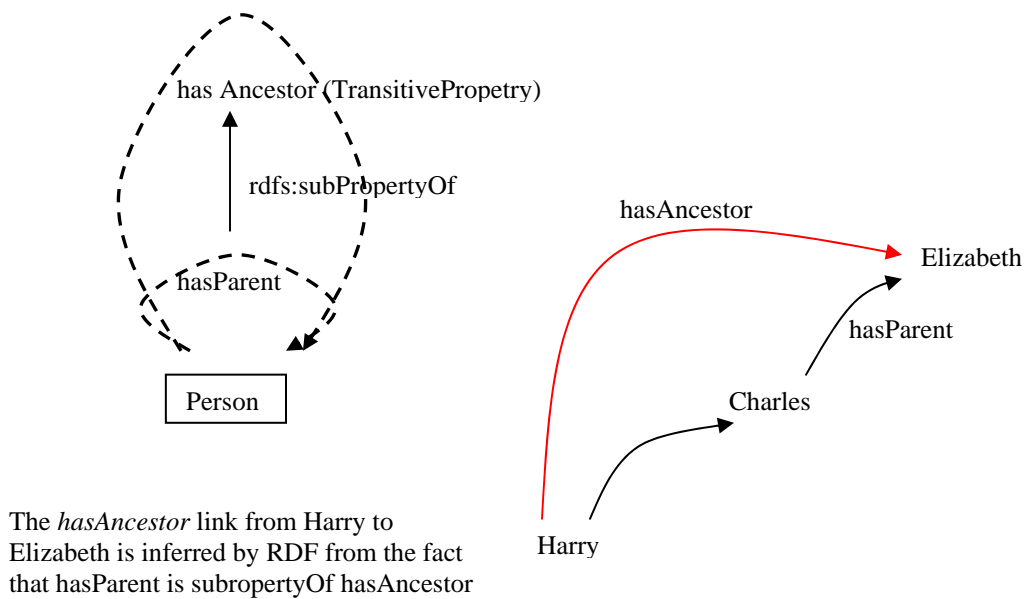 has Ancestor (TransitivePropetry)
rdfs:subPropertyOf
hasParent
Person
hasAncestor
Elizabeth
hasParent
Charles
Harry
The hasAncestor link from Harry to
Elizabeth is inferred by RDF from the fact
that hasParent is subropertyOf hasAncestor